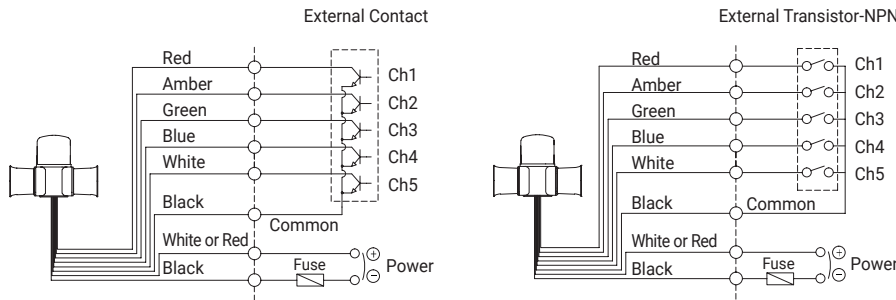 External Contact
Red
Ch1
Amber
Ch2
Green
Ch3
Blue
Ch4
White
Ch5
Black
Common
White or Red
Fuse
Power
Black
External Transistor-NPN
Red
Ch1
Amber
Ch2
Green
Ch3
Blue
Ch4
White
Ch5
Black
Common
White or Red
Fuse
Power
Black